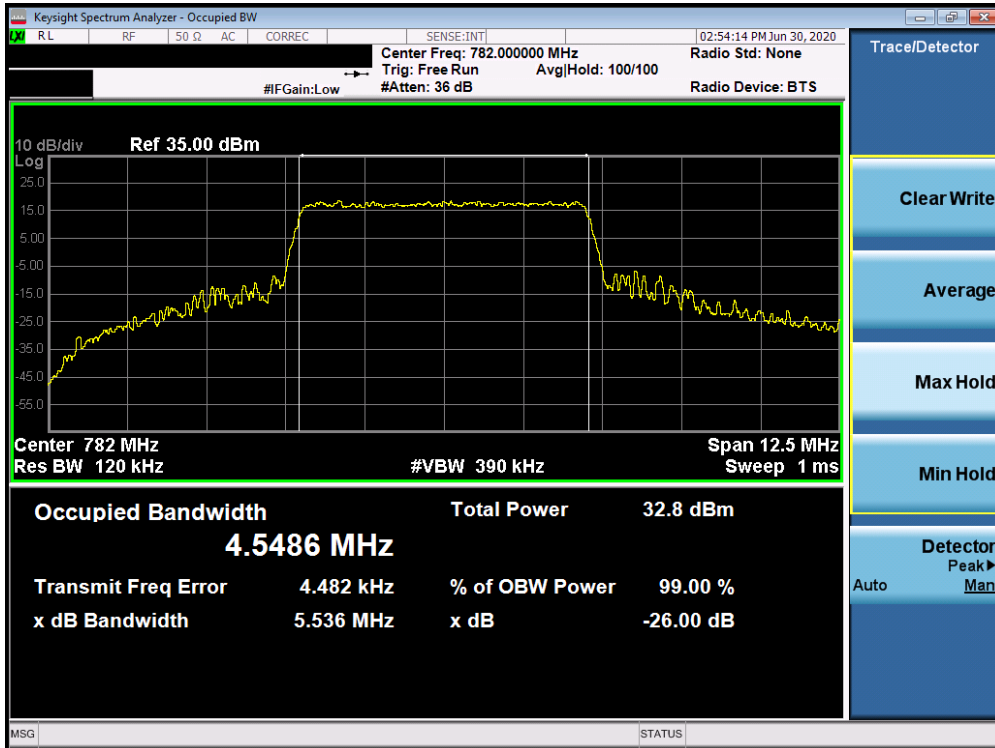 Keysight Spectrum Analyzer - Occupied BW
LXI RL RF 50 Ω AC CORREC SENSE:INT 02:54:14 PM Jun 30, 2020
Center Freq: 782.000000 MHz Radio Std: None
Trig: Free Run Avg|Hold: 100/100
#IFGain:Low #Atten: 36 dB Radio Device: BTS
10 dB/div Ref 35.00 dBm
Log
25.0
15.0
5.00
-5.00
-15.0
-25.0
-35.0
-45.0
-55.0
Center 782 MHz Span 12.5 MHz
Res BW 120 kHz #VBW 390 kHz Sweep 1 ms
Occupied Bandwidth Total Power 32.8 dBm
4.5486 MHz
Transmit Freq Error 4.482 kHz % of OBW Power 99.00 %
x dB Bandwidth 5.536 MHz x dB -26.00 dB
MSG STATUS
Trace/Detector
Clear Write
Average
Max Hold
Min Hold
Detector
Peak▶
Auto Man